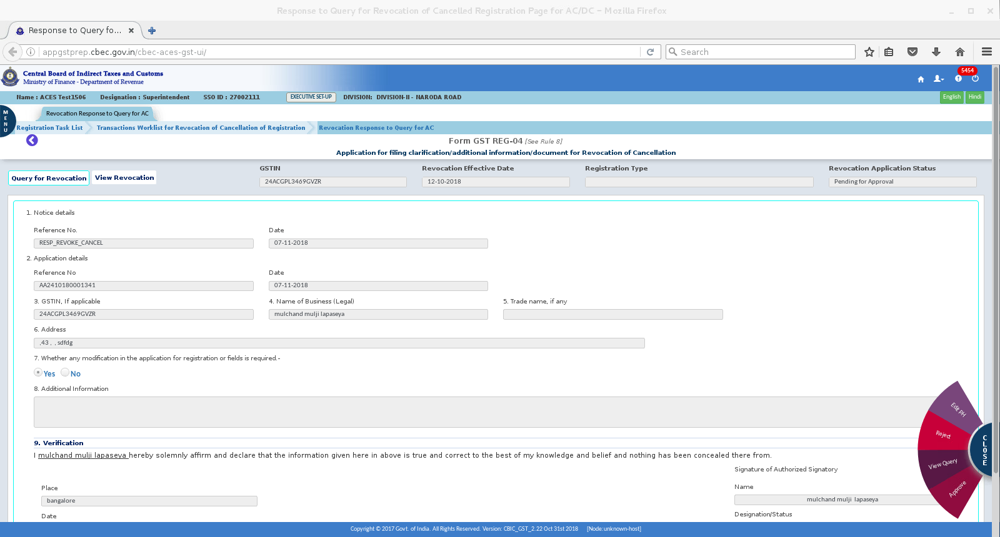 Response to Query for Revocation of Cancelled Registration Page for AC/DC - Mozilla Firefox
Response to Query fo...
appgstprep.cbec.gov.in/cbec-aces-gst-ui/
Search
Central Board of Indirect Taxes and Customs
Ministry of Finance - Department of Revenue
5454
Name : ACES Test1506 Designation : Superintendent SSO ID : 27002111 EXECUTIVE SET-UP DIVISION: DIVISION-II - NARODA ROAD English Hindi
MENU
Revocation Response to Query for AC
Registration Task List Transactions Worklist for Revocation of Cancellation of Registration Revocation Response to Query for AC
Form GST REG-04 [See Rule 8]
Application for filing clarification/additional information/document for Revocation of Cancellation
Query for Revocation View Revocation
GSTIN Revocation Effective Date Registration Type Revocation Application Status
24ACGPL3469GVZR 12-10-2018 Pending for Approval
1. Notice details
Reference No. Date
RESP_REVOKE_CANCEL 07-11-2018
2. Application details
Reference No Date
AA2410180001341 07-11-2018
3. GSTIN, If applicable 4. Name of Business (Legal) 5. Trade name, if any
24ACGPL3469GVZR mulchand mulji lapaseya
6. Address
,43 , , sdfdg
7. Whether any modification in the application for registration or fields is required.-
Yes No
8. Additional Information
Edit PH
Reject
View Query
Approve
CLOSE
9. Verification
I mulchand mulji lapaseya hereby solemnly affirm and declare that the information given here in above is true and correct to the best of my knowledge and belief and nothing has been concealed there from.
Signature of Authorized Signatory
Place Name
bangalore mulchand mulji lapaseya
Date Designation/Status
Copyright © 2017 Govt. of India. All Rights Reserved. Version: CBIC_GST_2.22 Oct 31st 2018 [Node:unknown-host]